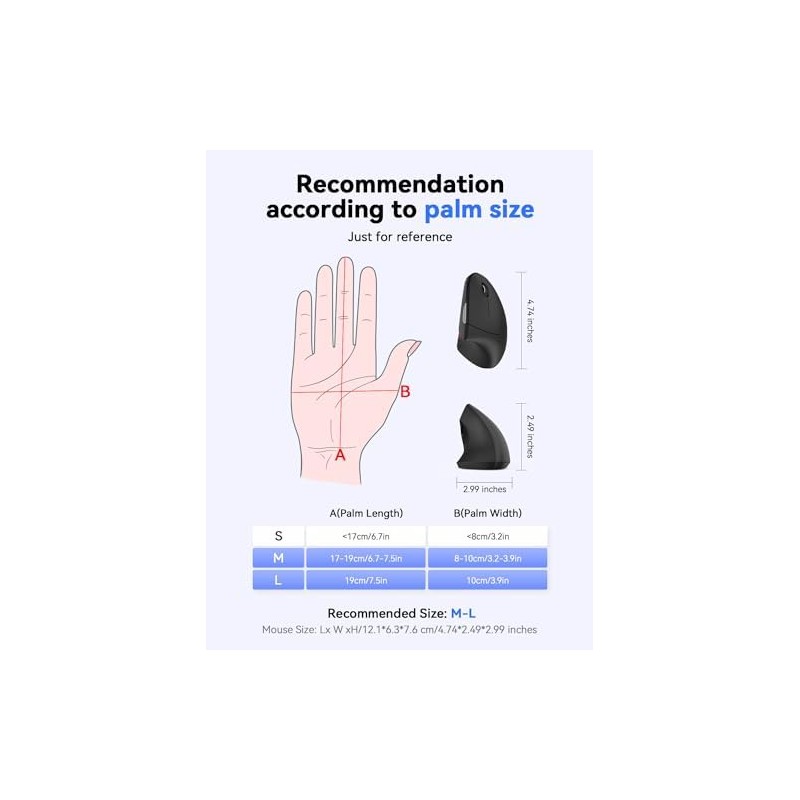 Recommendation
according to palm size
Just for reference
4.74 inches
B
A
2.49 inches
2.99 inches
A(Palm Length) B(Palm Width)
S <17cm/6.7in <8cm/3.2in
M 17-19cm/6.7-7.5in 8-10cm/3.2-3.9in
L 19cm/7.5in 10cm/3.9in
Recommended Size: M-L
Mouse Size: Lx W xH/12.1*6.3*7.6 cm/4.74*2.49*2.99 inches